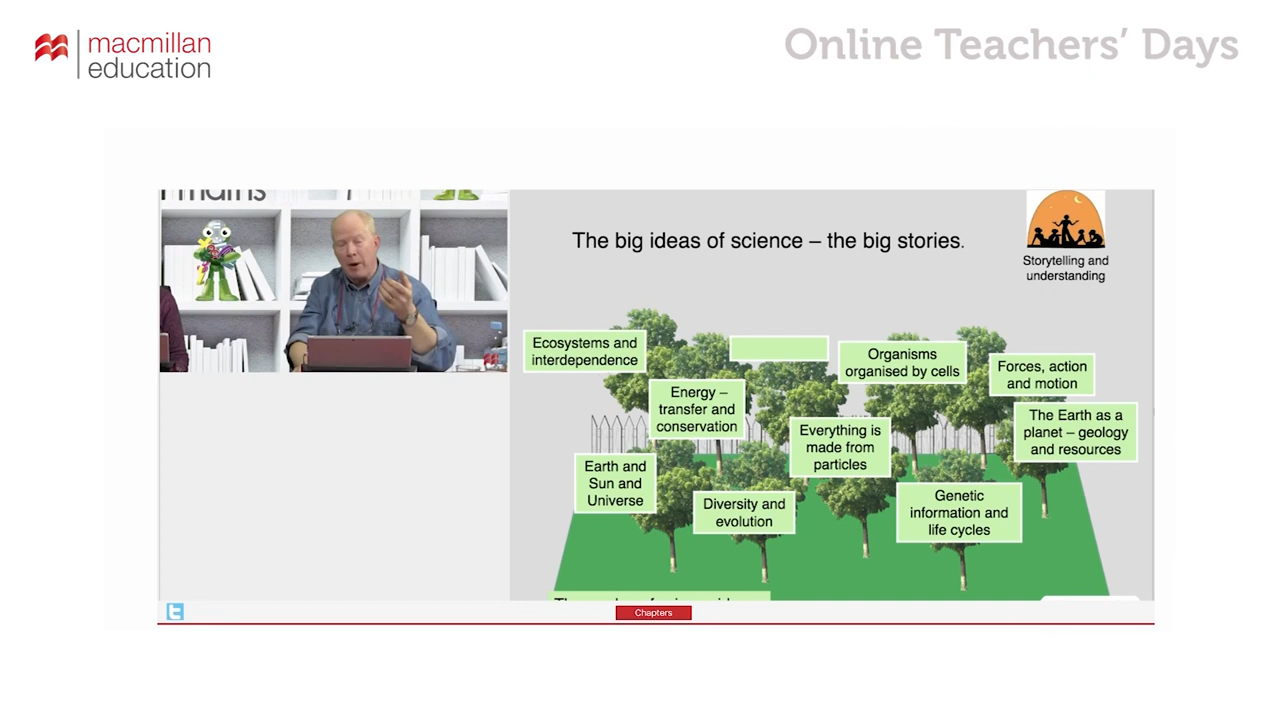 macmillan
education
Online Teachers' Days
maths
The big ideas of science – the big stories.
Storytelling and
understanding
Ecosystems and
interdependence
Organisms
organised by cells
Forces, action
and motion
Energy –
transfer and
conservation
The Earth as a
planet – geology
and resources
Everything is
made from
particles
Earth and
Sun and
Universe
Diversity and
evolution
Genetic
information and
life cycles
Chapters